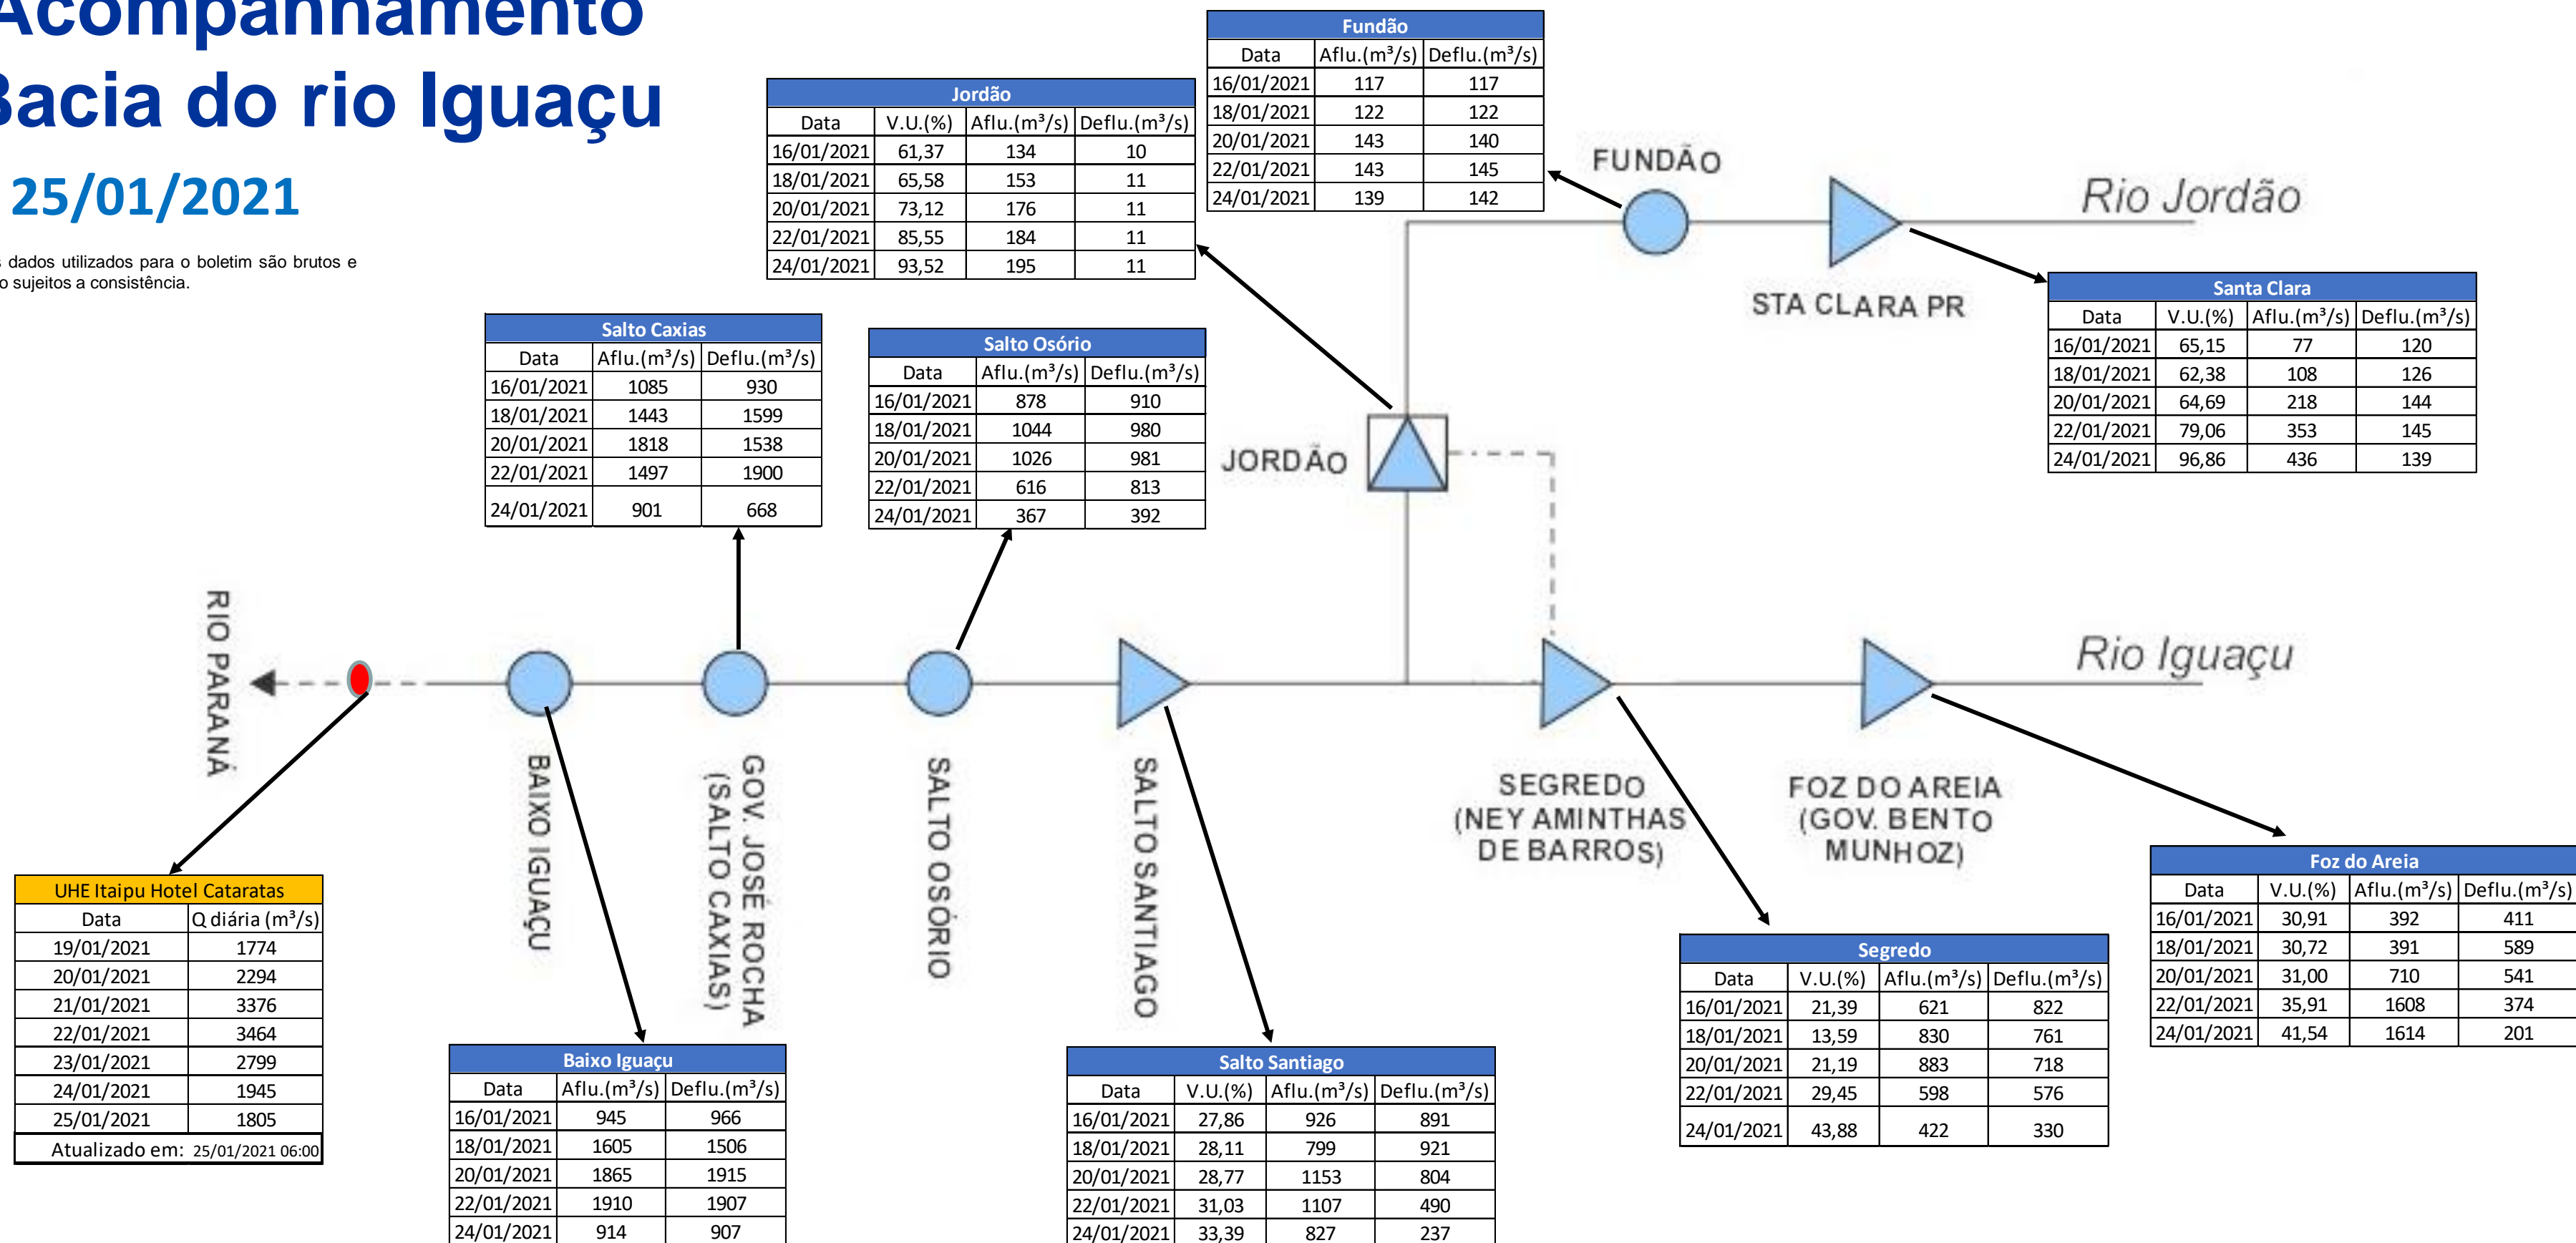 Acompanhamento
Bacia do rio Iguaçu
25/01/2021
s dados utilizados para o boletim são brutos e
o sujeitos a consistência.
Fundão
Data Aflu.(m³/s) Deflu.(m³/s)
16/01/2021 117 117
18/01/2021 122 122
20/01/2021 143 140
22/01/2021 143 145
24/01/2021 139 142
Jordão
Data V.U.(%) Aflu.(m³/s) Deflu.(m³/s)
16/01/2021 61,37 134 10
18/01/2021 65,58 153 11
20/01/2021 73,12 176 11
22/01/2021 85,55 184 11
24/01/2021 93,52 195 11
FUNDÃO
STA CLARA PR
Rio Jordão
Santa Clara
Data V.U.(%) Aflu.(m³/s) Deflu.(m³/s)
16/01/2021 65,15 77 120
18/01/2021 62,38 108 126
20/01/2021 64,69 218 144
22/01/2021 79,06 353 145
24/01/2021 96,86 436 139
Salto Caxias
Data Aflu.(m³/s) Deflu.(m³/s)
16/01/2021 1085 930
18/01/2021 1443 1599
20/01/2021 1818 1538
22/01/2021 1497 1900
24/01/2021 901 668
Salto Osório
Data Aflu.(m³/s) Deflu.(m³/s)
16/01/2021 878 910
18/01/2021 1044 980
20/01/2021 1026 981
22/01/2021 616 813
24/01/2021 367 392
JORDÃO
RIO PARANÁ
Rio Iguaçu
BAIXO IGUAÇU
GOV. JOSÉ ROCHA
(SALTO CAXIAS)
SALTO OSÓRIO
SALTO SANTIAGO
SEGREDO
(NEY AMINTHAS
DE BARROS)
FOZ DO AREIA
(GOV. BENTO
MUNHOZ)
UHE Itaipu Hotel Cataratas
Data Q diária (m³/s)
19/01/2021 1774
20/01/2021 2294
21/01/2021 3376
22/01/2021 3464
23/01/2021 2799
24/01/2021 1945
25/01/2021 1805
Atualizado em: 25/01/2021 06:00
Baixo Iguaçu
Data Aflu.(m³/s) Deflu.(m³/s)
16/01/2021 945 966
18/01/2021 1605 1506
20/01/2021 1865 1915
22/01/2021 1910 1907
24/01/2021 914 907
Salto Santiago
Data V.U.(%) Aflu.(m³/s) Deflu.(m³/s)
16/01/2021 27,86 926 891
18/01/2021 28,11 799 921
20/01/2021 28,77 1153 804
22/01/2021 31,03 1107 490
24/01/2021 33,39 827 237
Segredo
Data V.U.(%) Aflu.(m³/s) Deflu.(m³/s)
16/01/2021 21,39 621 822
18/01/2021 13,59 830 761
20/01/2021 21,19 883 718
22/01/2021 29,45 598 576
24/01/2021 43,88 422 330
Foz do Areia
Data V.U.(%) Aflu.(m³/s) Deflu.(m³/s)
16/01/2021 30,91 392 411
18/01/2021 30,72 391 589
20/01/2021 31,00 710 541
22/01/2021 35,91 1608 374
24/01/2021 41,54 1614 201